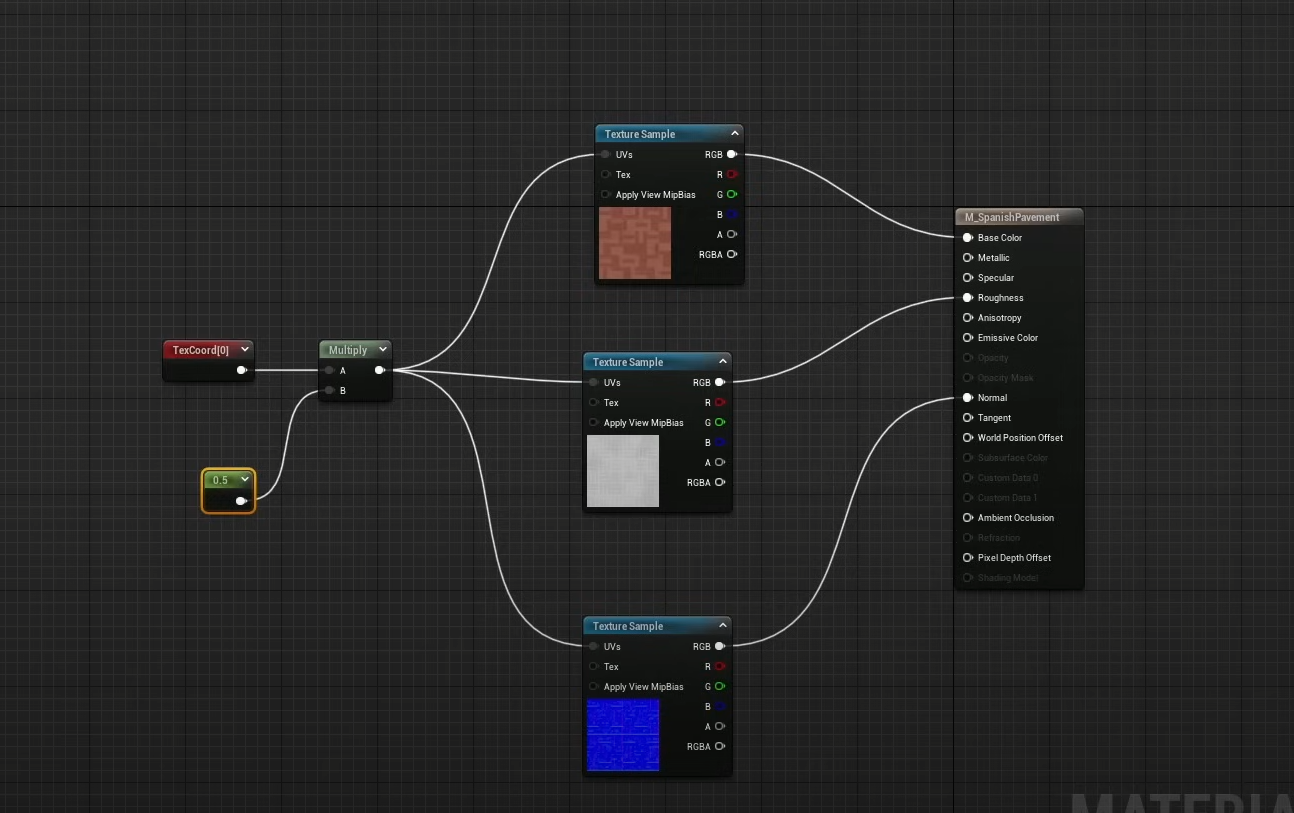 Texture Sample
UVs RGB
Tex R
Apply View MipBias G
B
A
RGBA
M_SpanishPavement
Base Color
Metallic
Specular
Roughness
Anisotropy
Emissive Color
Opacity
Opacity Mask
Normal
Tangent
World Position Offset
Subsurface Color
Custom Data 0
Custom Data 1
Ambient Occlusion
Refraction
Pixel Depth Offset
Shading Model
TexCoord[0]
Multiply
A
B
0.5
Texture Sample
UVs RGB
Tex R
Apply View MipBias G
B
A
RGBA
Texture Sample
UVs RGB
Tex R
Apply View MipBias G
B
A
RGBA
MATERIA